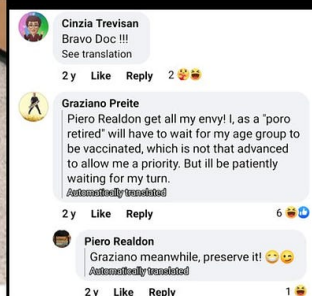 Cinzia Trevisan
Bravo Doc !!!
See translation
2 y Like Reply 2
Graziano Preite
Piero Realdon get all my envy! I, as a "poro
retired" will have to wait for my age group to
be vaccinated, which is not that advanced
to allow me a priority. But ill be patiently
waiting for my turn.
Automatically translated
2 y Like Reply 6
Piero Realdon
Graziano meanwhile, preserve it! 😁😉
Automatically translated
2 y Like Reply 1